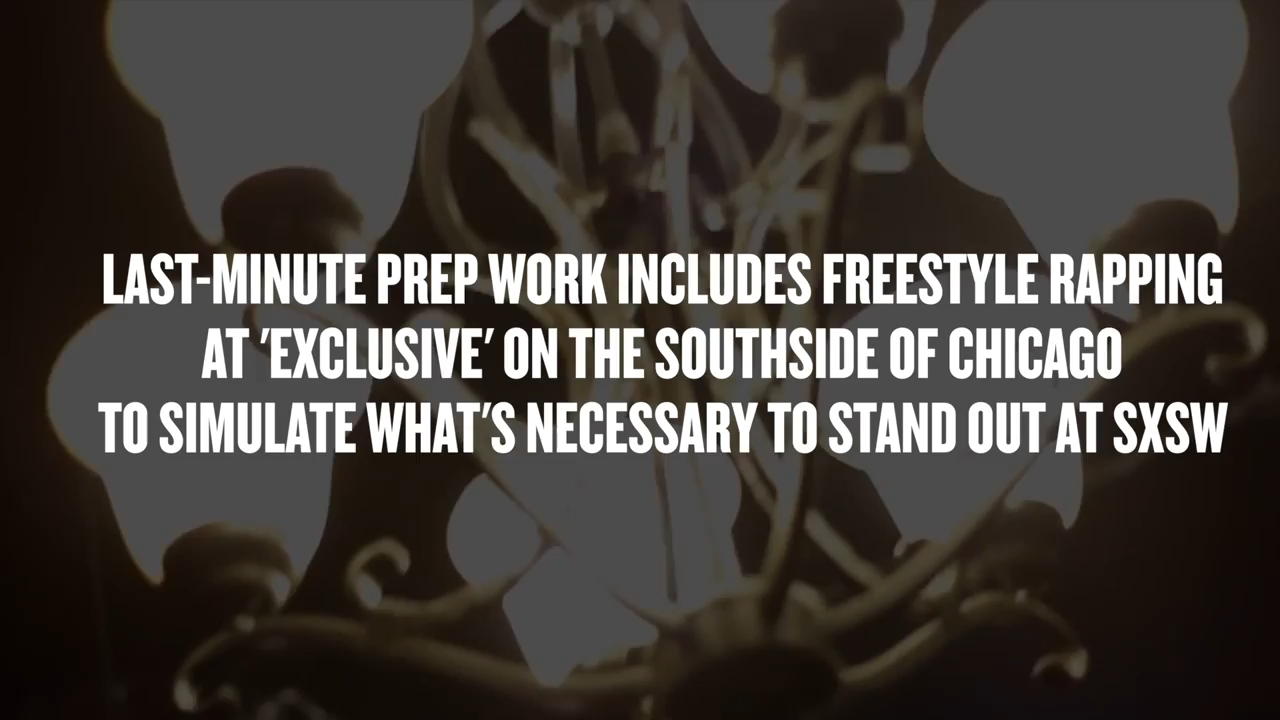 LAST-MINUTE PREP WORK INCLUDES FREESTYLE RAPPING
AT 'EXCLUSIVE' ON THE SOUTHSIDE OF CHICAGO
TO SIMULATE WHAT'S NECESSARY TO STAND OUT AT SXSW